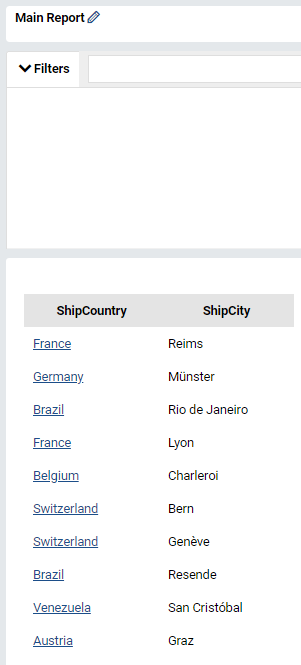 Main Report
Filters
ShipCountry ShipCity
France Reims
Germany Münster
Brazil Rio de Janeiro
France Lyon
Belgium Charleroi
Switzerland Bern
Switzerland Genève
Brazil Resende
Venezuela San Cristóbal
Austria Graz